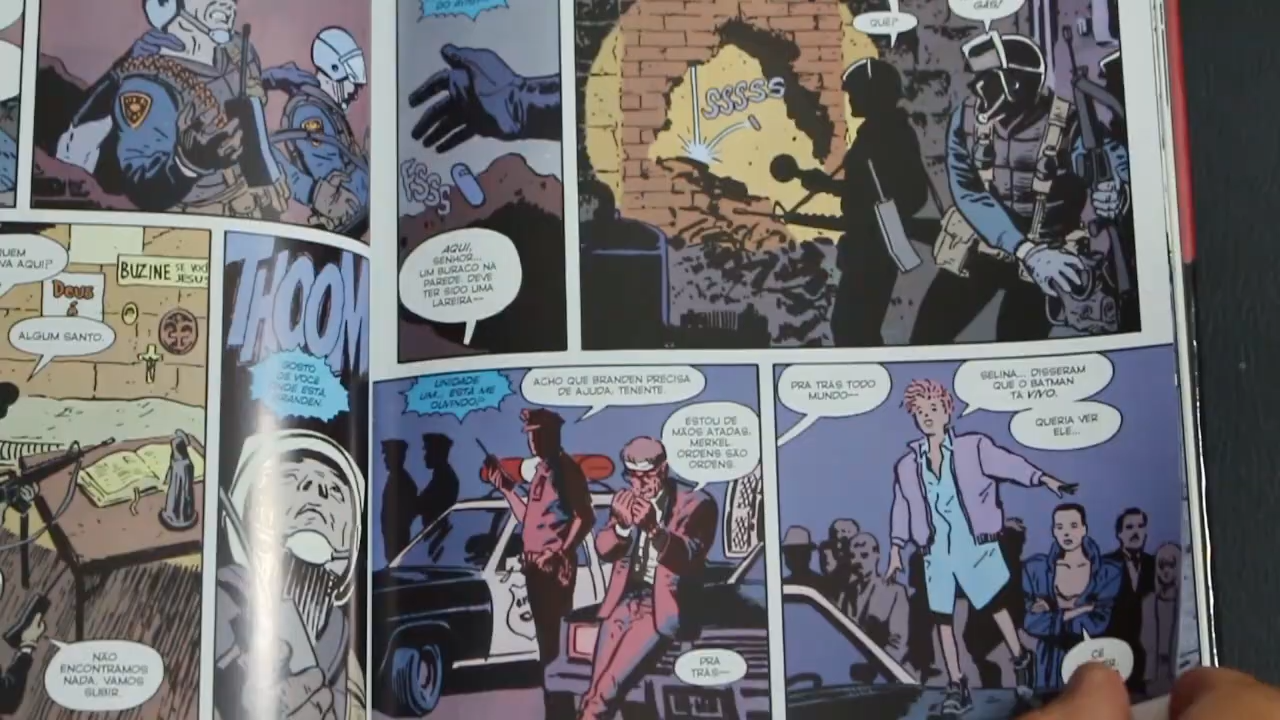 QUEM
VA AQUI?
BUZINE SE VOCÊ
JESUS
Deus
é
ALGUM SANTO.
NÃO
ENCONTRAMOS
NADA. VAMOS
SUBIR.
THOOM
GOSTO
DE VOCÊ
ONDE ESTÁ,
BRANDEN.
FSSS
AQUI,
SENHOR...
UM BURACO NA
PAREDE. DEVE
TER SIDO UMA
LAREIRA--
SSSSS
QUE?
GÁS!
UNIDADE
UM... ESTÁ ME
OUVINDO?
ACHO QUE BRANDEN PRECISA
DE AJUDA, TENENTE.
ESTOU DE
MÃOS ATADAS,
MERKEL.
ORDENS SÃO
ORDENS.
PRA
TRÁS--
PRA TRÁS TODO
MUNDO--
SELINA... DISSERAM
QUE O BATMAN
TÁ VIVO.
QUERIA VER
ELE...
CÊ